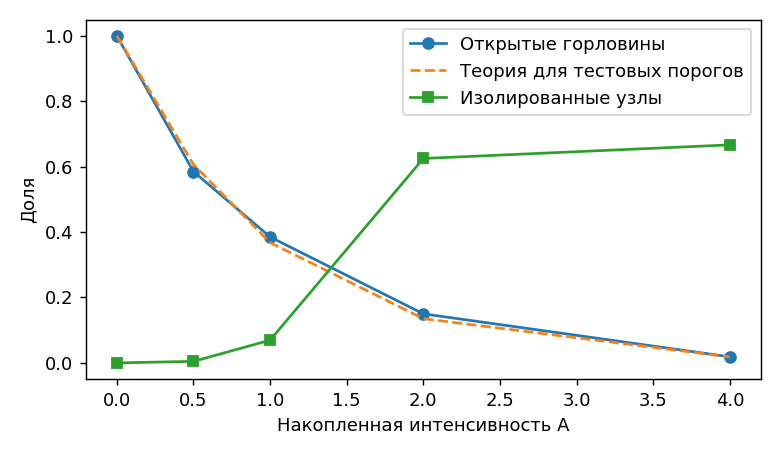 Открытые горловины
Теория для тестовых порогов
Изолированные узлы
Доля
1.0
0.8
0.6
0.4
0.2
0.0
0.0 0.5 1.0 1.5 2.0 2.5 3.0 3.5 4.0
Накопленная интенсивность A